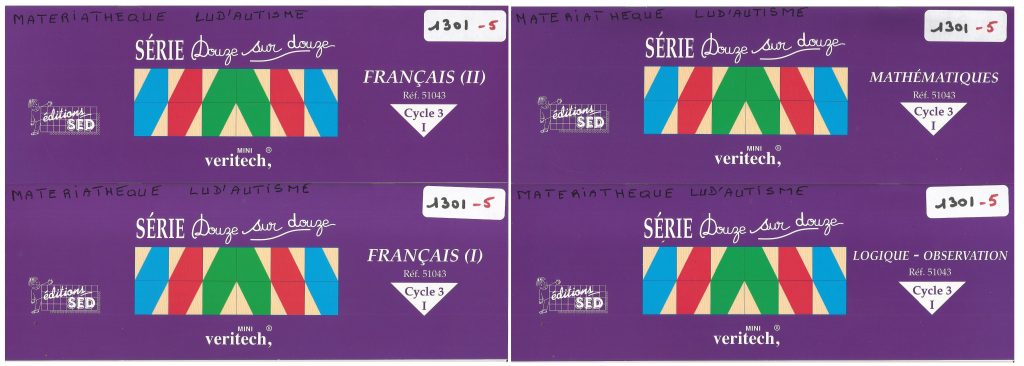 MATERIATHEQUE LUD'AUTISME
1301-5
SÉRIE Douze sur douze
FRANÇAIS (II)
Réf. 51043
Cycle 3
I
éditions
SED
MINI
veritech, ®
MATERIATHEQUE LUD'AUTISME
1301-5
SÉRIE Douze sur douze
MATHÉMATIQUES
Réf. 51043
Cycle 3
I
éditions
SED
MINI
veritech, ®
MATERIATHEQUE LUD'AUTISME
1301-5
SÉRIE Douze sur douze
FRANÇAIS (I)
Réf. 51043
Cycle 3
I
éditions
SED
MINI
veritech, ®
MATERIATHEQUE LUD'AUTISME
1301-5
SÉRIE Douze sur douze
LOGIQUE - OBSERVATION
Réf. 51043
Cycle 3
I
éditions
SED
MINI
veritech, ®